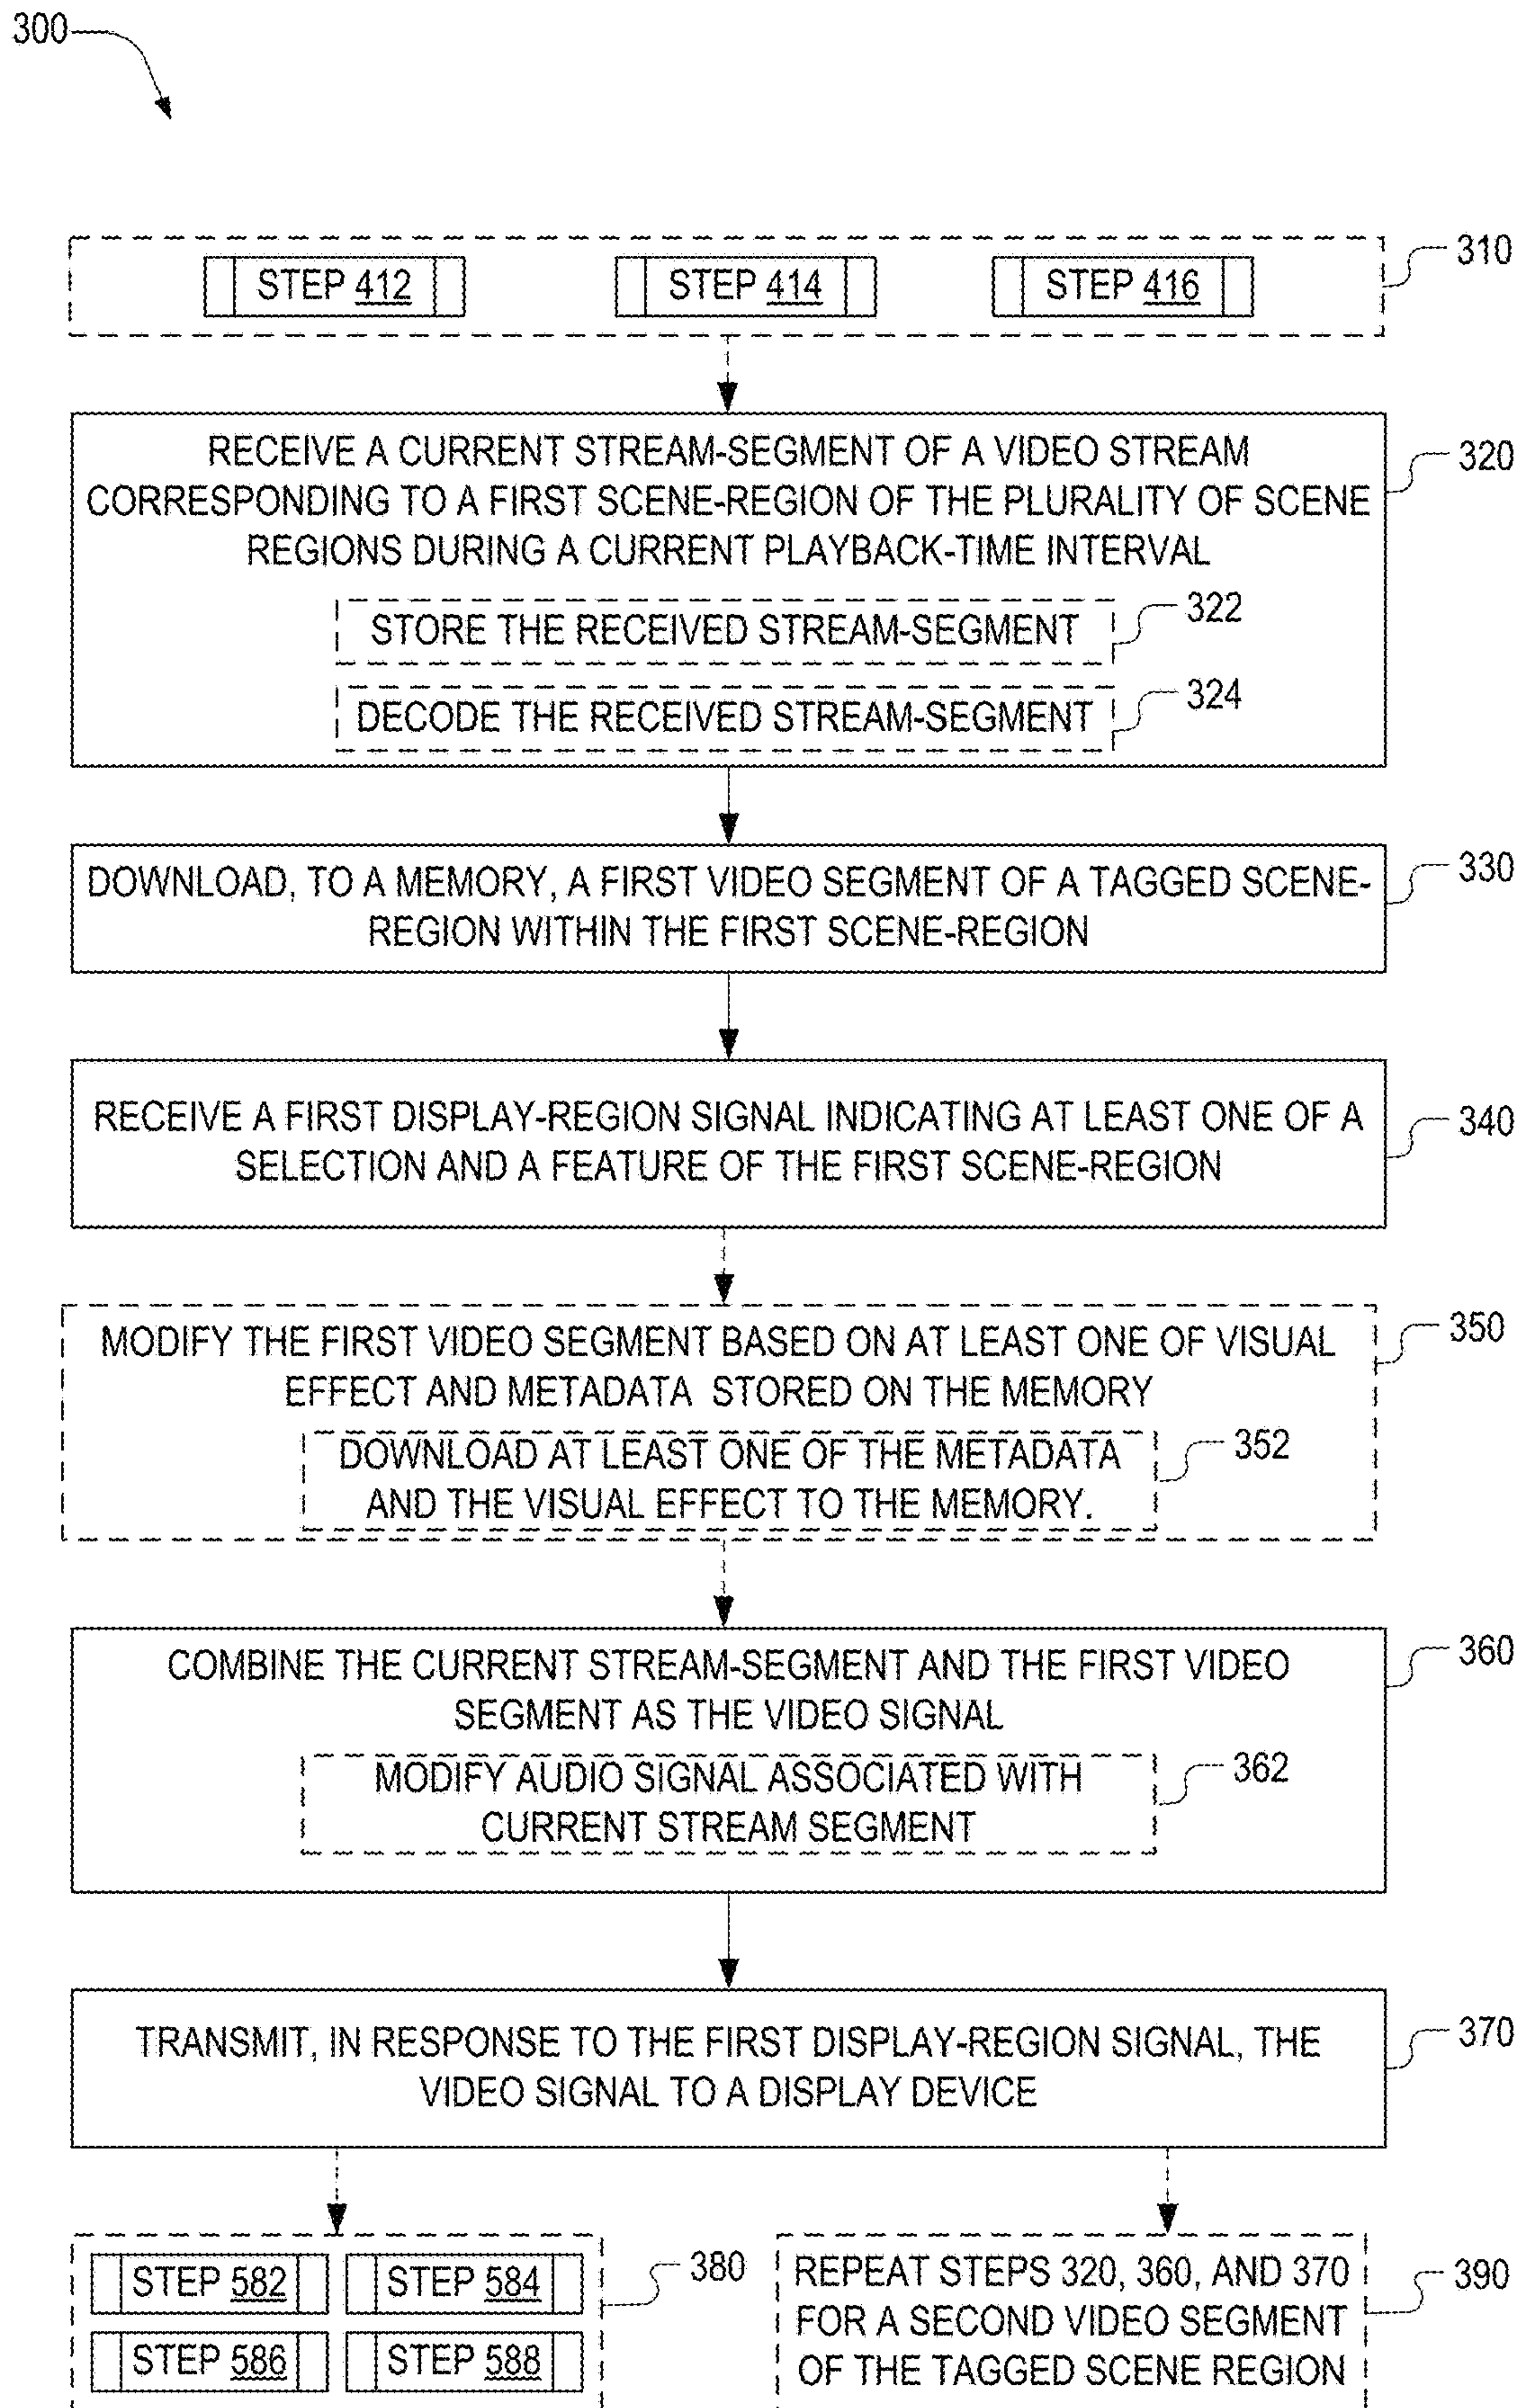 300
STEP 412 STEP 414 STEP 416 310
RECEIVE A CURRENT STREAM-SEGMENT OF A VIDEO STREAM
CORRESPONDING TO A FIRST SCENE-REGION OF THE PLURALITY OF SCENE
REGIONS DURING A CURRENT PLAYBACK-TIME INTERVAL
320
STORE THE RECEIVED STREAM-SEGMENT 322
DECODE THE RECEIVED STREAM-SEGMENT 324
DOWNLOAD, TO A MEMORY, A FIRST VIDEO SEGMENT OF A TAGGED SCENE-
REGION WITHIN THE FIRST SCENE-REGION
330
RECEIVE A FIRST DISPLAY-REGION SIGNAL INDICATING AT LEAST ONE OF A
SELECTION AND A FEATURE OF THE FIRST SCENE-REGION
340
MODIFY THE FIRST VIDEO SEGMENT BASED ON AT LEAST ONE OF VISUAL
EFFECT AND METADATA STORED ON THE MEMORY
350
DOWNLOAD AT LEAST ONE OF THE METADATA
AND THE VISUAL EFFECT TO THE MEMORY.
352
COMBINE THE CURRENT STREAM-SEGMENT AND THE FIRST VIDEO
SEGMENT AS THE VIDEO SIGNAL
360
MODIFY AUDIO SIGNAL ASSOCIATED WITH
CURRENT STREAM SEGMENT
362
TRANSMIT, IN RESPONSE TO THE FIRST DISPLAY-REGION SIGNAL, THE
VIDEO SIGNAL TO A DISPLAY DEVICE
370
STEP 582 STEP 584
STEP 586 STEP 588
380
REPEAT STEPS 320, 360, AND 370
FOR A SECOND VIDEO SEGMENT
OF THE TAGGED SCENE REGION
390